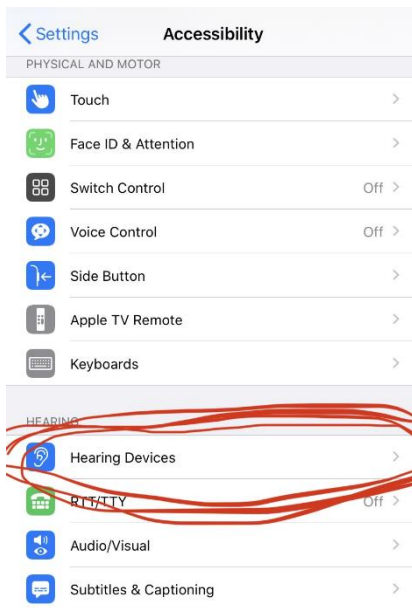 Settings Accessibility
PHYSICAL AND MOTOR
Touch
Face ID & Attention
Switch Control Off
Voice Control Off
Side Button
Apple TV Remote
Keyboards
HEARING
Hearing Devices
RTT/TTY Off
Audio/Visual
Subtitles & Captioning